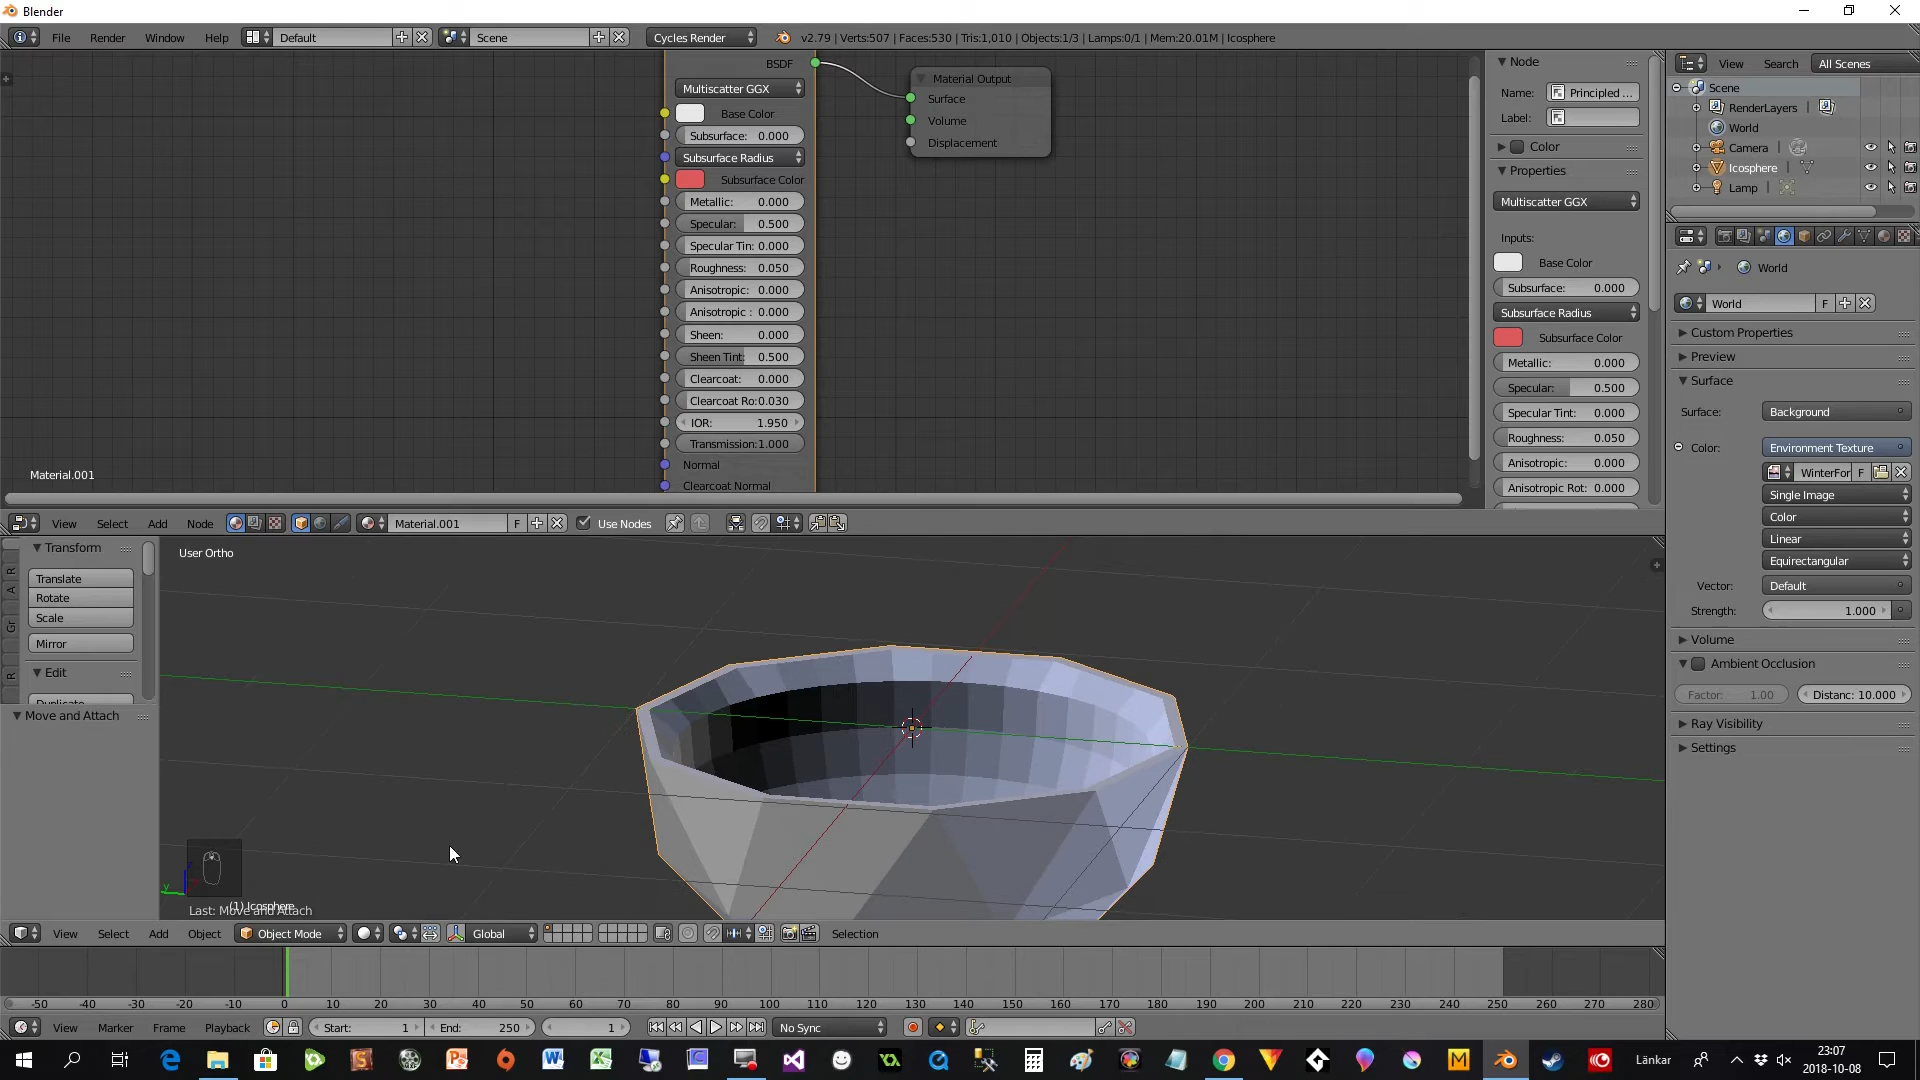 Blender
File Render Window Help Default Scene Cycles Render v2.79 | Verts:507 | Faces:530 | Tris:1,010 | Objects:1/3 | Lamps:0/1 | Mem:20.01M | Icosphere
BSDF
Multiscatter GGX
Base Color
Subsurface: 0.000
Subsurface Radius
Subsurface Color
Metallic: 0.000
Specular: 0.500
Specular Tin: 0.000
Roughness: 0.050
Anisotropic: 0.000
Anisotropic : 0.000
Sheen: 0.000
Sheen Tint: 0.500
Clearcoat: 0.000
Clearcoat Ro: 0.030
IOR: 1.950
Transmission: 1.000
Normal
Clearcoat Normal
Material Output
Surface
Volume
Displacement
Material.001
Node
Name: Principled ...
Label:
Color
Properties
Multiscatter GGX
Inputs:
Base Color
Subsurface: 0.000
Subsurface Radius
Subsurface Color
Metallic: 0.000
Specular: 0.500
Specular Tint: 0.000
Roughness: 0.050
Anisotropic: 0.000
Anisotropic Rot: 0.000
View Search All Scenes
Scene
RenderLayers
World
Camera
Icosphere
Lamp
World
World F
Custom Properties
Preview
Surface
Surface: Background
Color: Environment Texture
WinterFor F
Single Image
Color
Linear
Equirectangular
Vector: Default
Strength: 1.000
Volume
Ambient Occlusion
Factor: 1.00 Distanc: 10.000
Ray Visibility
Settings
View Select Add Node Material.001 F Use Nodes
Transform
Translate
Rotate
Scale
Mirror
Edit
Duplicate
Move and Attach
R
A
Gr
R
User Ortho
(1) Icosphere
Last: Move and Attach
View Select Add Object Object Mode Global Selection
-50 -40 -30 -20 -10 0 10 20 30 40 50 60 70 80 90 100 110 120 130 140 150 160 170 180 190 200 210 220 230 240 250 260 270 280
View Marker Frame Playback Start: 1 End: 250 1 No Sync
Länkar
23:07
2018-10-08